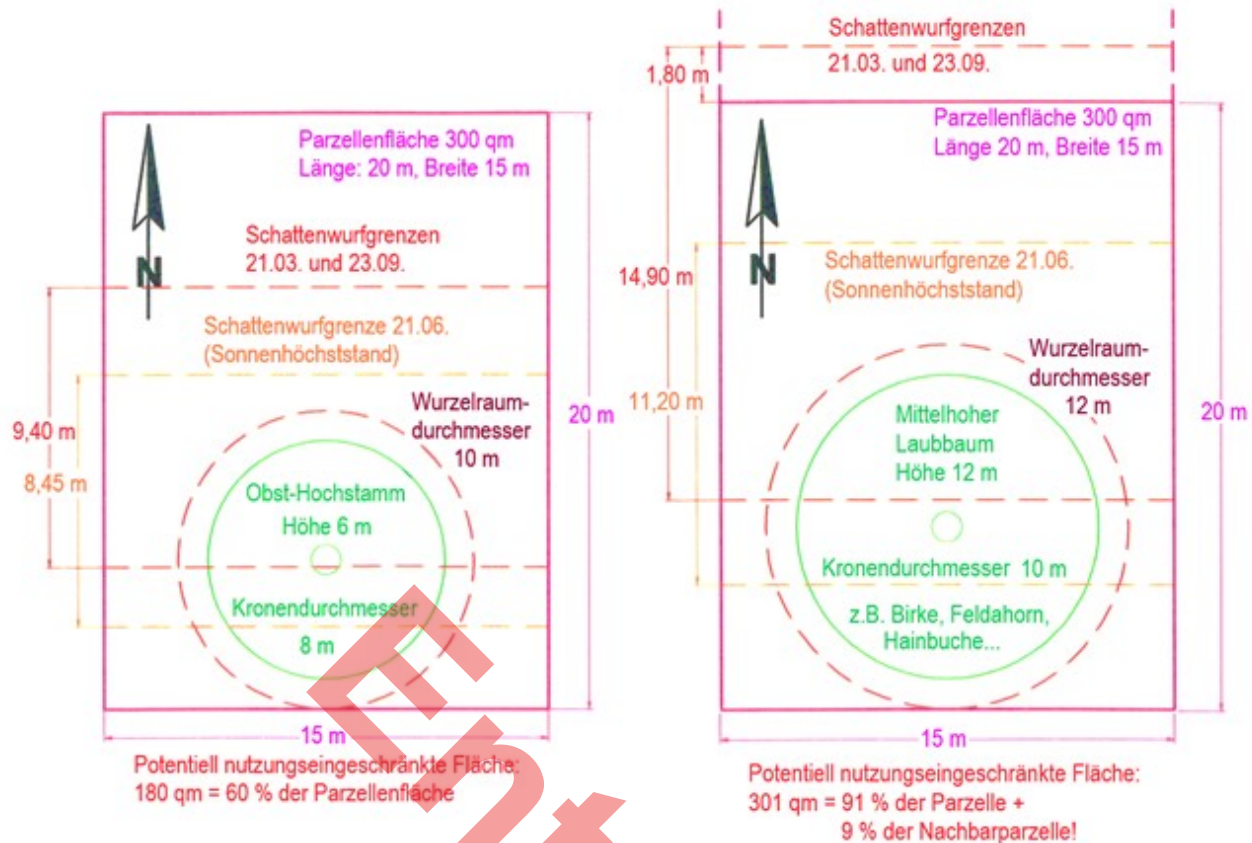 Parzellenfläche 300 qm
Länge: 20 m, Breite 15 m
N
Schattenwurfgrenzen
21.03. und 23.09.
Schattenwurfgrenze 21.06.
(Sonnenhöchststand)
Wurzelraum-
durchmesser
10 m
9,40 m
8,45 m
20 m
Obst-Hochstamm
Höhe 6 m
Kronendurchmesser
8 m
15 m
Potentiell nutzungseingeschränkte Fläche:
180 qm = 60 % der Parzellenfläche
Schattenwurfgrenzen
21.03. und 23.09.
1,80 m
Parzellenfläche 300 qm
Länge 20 m, Breite 15 m
N
14,90 m
Schattenwurfgrenze 21.06.
(Sonnenhöchststand)
Wurzelraum-
durchmesser
12 m
11,20 m
20 m
Mittelhoher
Laubbaum
Höhe 12 m
Kronendurchmesser 10 m
z.B. Birke, Feldahorn,
Hainbuche...
15 m
Potentiell nutzungseingeschränkte Fläche:
301 qm = 91 % der Parzelle +
9 % der Nachbarparzelle!
Ent